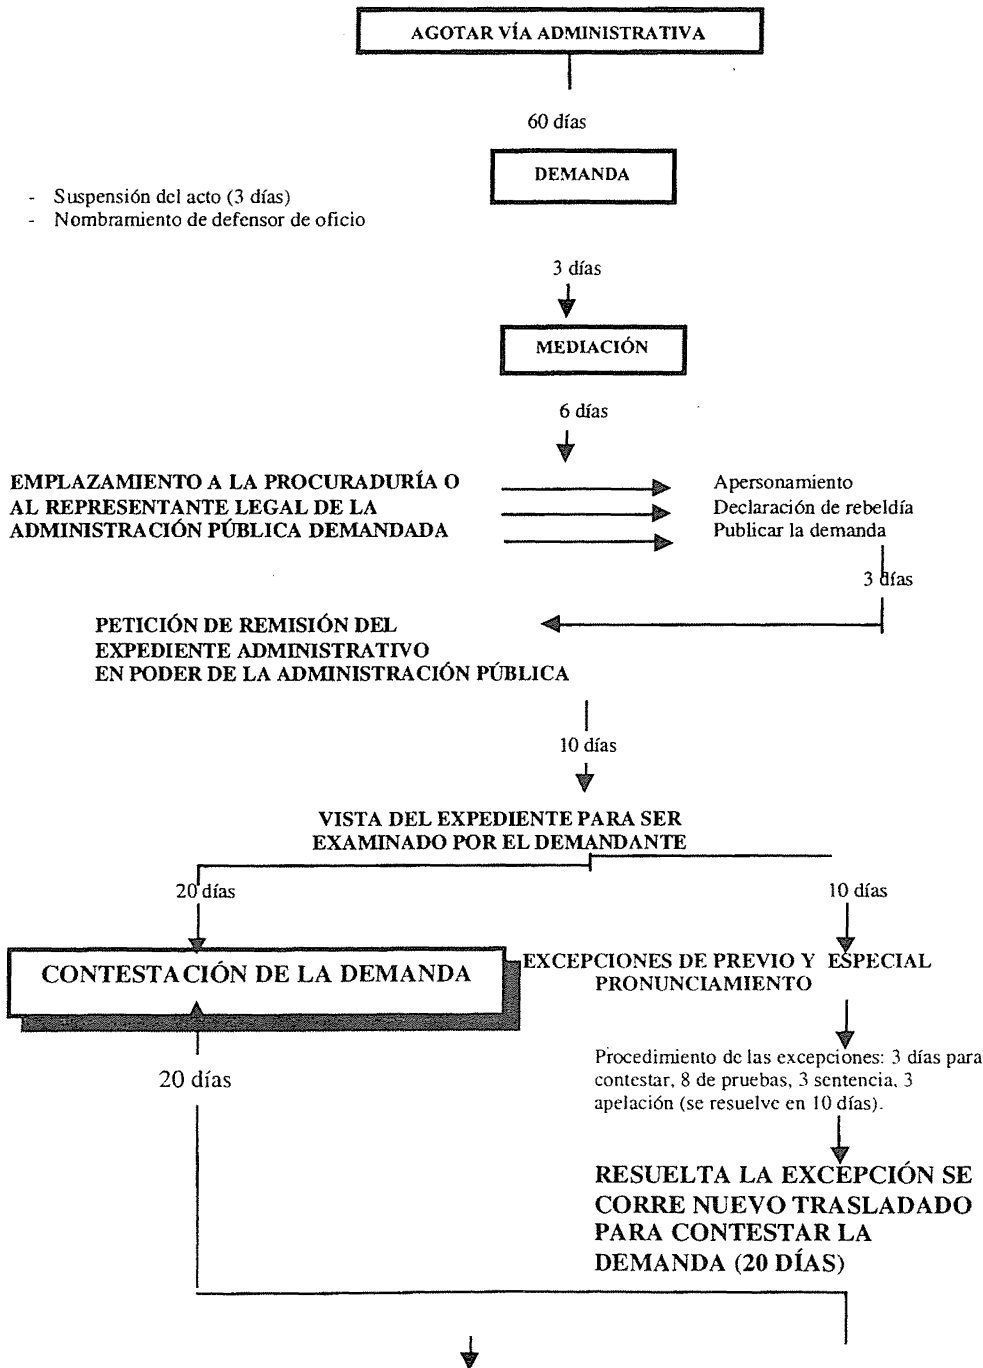 AGOTAR VÍA ADMINISTRATIVA
60 días
DEMANDA
- Suspensión del acto (3 días)
- Nombramiento de defensor de oficio
3 días
MEDIACIÓN
6 días
EMPLAZAMIENTO A LA PROCURADURÍA O
AL REPRESENTANTE LEGAL DE LA
ADMINISTRACIÓN PÚBLICA DEMANDADA
Apersonamiento
Declaración de rebeldía
Publicar la demanda
3 días
PETICIÓN DE REMISIÓN DEL
EXPEDIENTE ADMINISTRATIVO
EN PODER DE LA ADMINISTRACIÓN PÚBLICA
10 días
VISTA DEL EXPEDIENTE PARA SER
EXAMINADO POR EL DEMANDANTE
20 días
10 días
CONTESTACIÓN DE LA DEMANDA
EXCEPCIONES DE PREVIO Y ESPECIAL
PRONUNCIAMIENTO
20 días
Procedimiento de las excepciones: 3 días para
contestar, 8 de pruebas, 3 sentencia, 3
apelación (se resuelve en 10 días).
RESUELTA LA EXCEPCIÓN SE
CORRE NUEVO TRASLADADO
PARA CONTESTAR LA
DEMANDA (20 DÍAS)